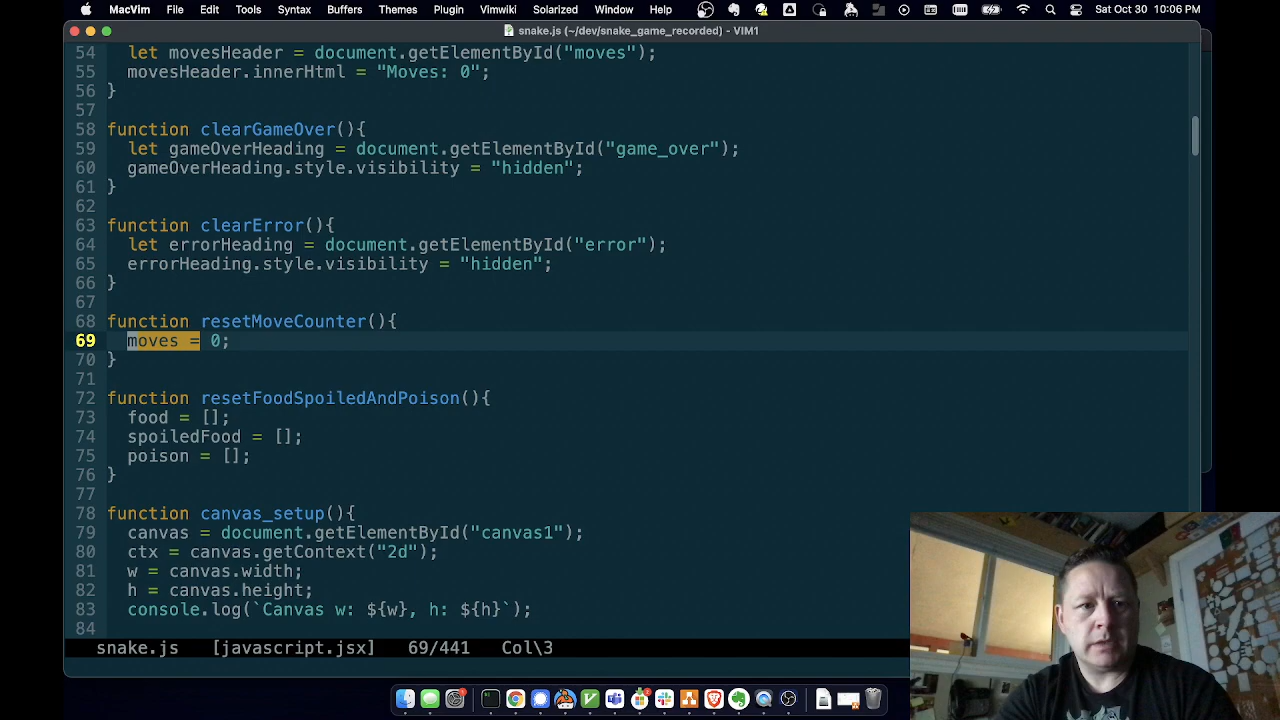 MacVim File Edit Tools Syntax Buffers Themes Plugin Vimwiki Solarized Window Help Sat Oct 30 10:06 PM
snake.js (~/dev/snake_game_recorded) - VIM1
54 let movesHeader = document.getElementById("moves");
55 movesHeader.innerHtml = "Moves: 0";
56 }
57
58 function clearGameOver(){
59 let gameOverHeading = document.getElementById("game_over");
60 gameOverHeading.style.visibility = "hidden";
61 }
62
63 function clearError(){
64 let errorHeading = document.getElementById("error");
65 errorHeading.style.visibility = "hidden";
66 }
67
68 function resetMoveCounter(){
69 moves = 0;
70 }
71
72 function resetFoodSpoiledAndPoison(){
73 food = [];
74 spoiledFood = [];
75 poison = [];
76 }
77
78 function canvas_setup(){
79 canvas = document.getElementById("canvas1");
80 ctx = canvas.getContext("2d");
81 w = canvas.width;
82 h = canvas.height;
83 console.log(`Canvas w: ${w}, h: ${h}`);
84
snake.js [javascript.jsx] 69/441 Col\3